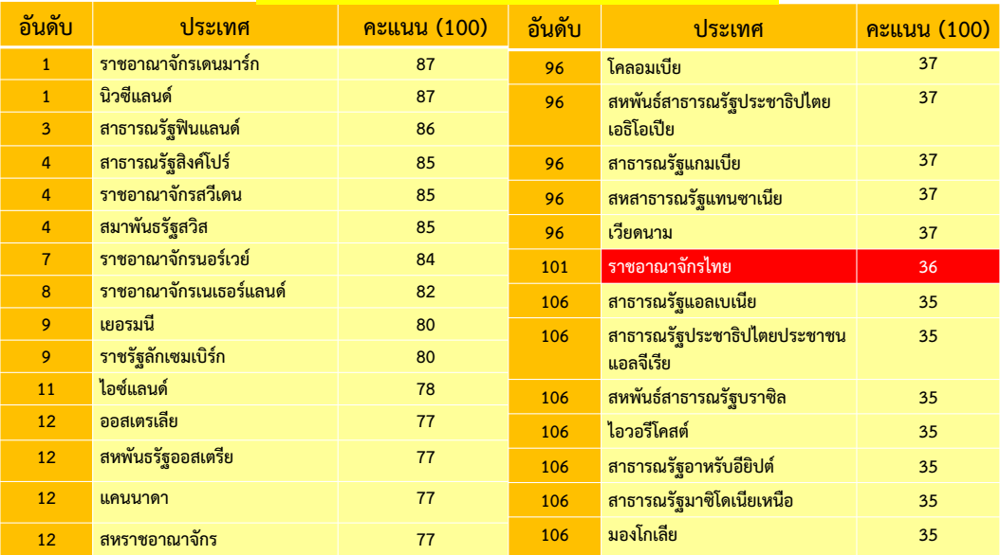 อันดับ ประเทศ คะแนน (100)
1 ราชอาณาจักรเดนมาร์ก 87
1 นิวซีแลนด์ 87
3 สาธารณรัฐฟินแลนด์ 86
4 สาธารณรัฐสิงค์โปร์ 85
4 ราชอาณาจักรสวีเดน 85
4 สมาพันธรัฐสวิส 85
7 ราชอาณาจักรนอร์เวย์ 84
8 ราชอาณาจักรเนเธอร์แลนด์ 82
9 เยอรมนี 80
9 ราชรัฐลักเซมเบิร์ก 80
11 ไอซ์แลนด์ 78
12 ออสเตรเลีย 77
12 สหพันธรัฐออสเตรีย 77
12 แคนนาดา 77
12 สหราชอาณาจักร 77
อันดับ ประเทศ คะแนน (100)
96 โคลอมเบีย 37
96 สหพันธ์สาธารณรัฐประชาธิปไตย 37
เอธิโอเปีย
96 สาธารณรัฐแกมเบีย 37
96 สหสาธารณรัฐแทนซาเนีย 37
96 เวียดนาม 37
101 ราชอาณาจักรไทย 36
106 สาธารณรัฐแอลเบเนีย 35
106 สาธารณรัฐประชาธิปไตยประชาชน 35
แอลจีเรีย
106 สหพันธ์สาธารณรัฐบราซิล 35
106 ไอวอรีโคสต์ 35
106 สาธารณรัฐอาหรับอียิปต์ 35
106 สาธารณรัฐมาซิโดเนียเหนือ 35
106 มองโกเลีย 35